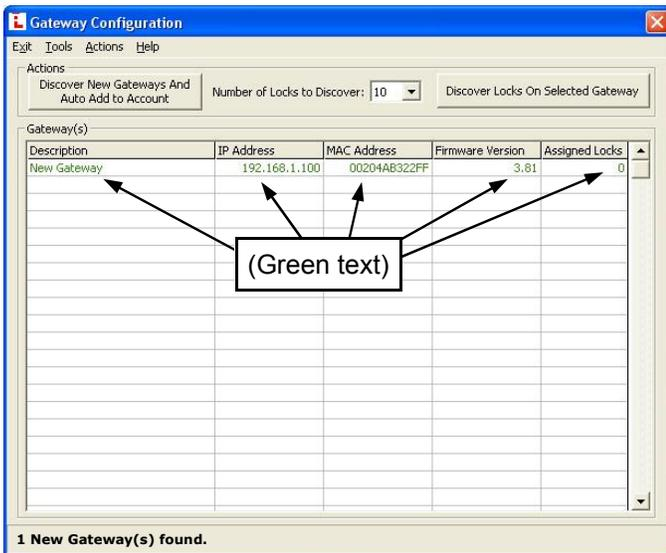 Gateway Configuration
Exit Tools Actions Help
Actions
Discover New Gateways And
Auto Add to Account
Number of Locks to Discover: 10
Discover Locks On Selected Gateway
Gateway(s)
Description IP Address MAC Address Firmware Version Assigned Locks
New Gateway 192.168.1.100 00204AB322FF 3.81 0
(Green text)
1 New Gateway(s) found.